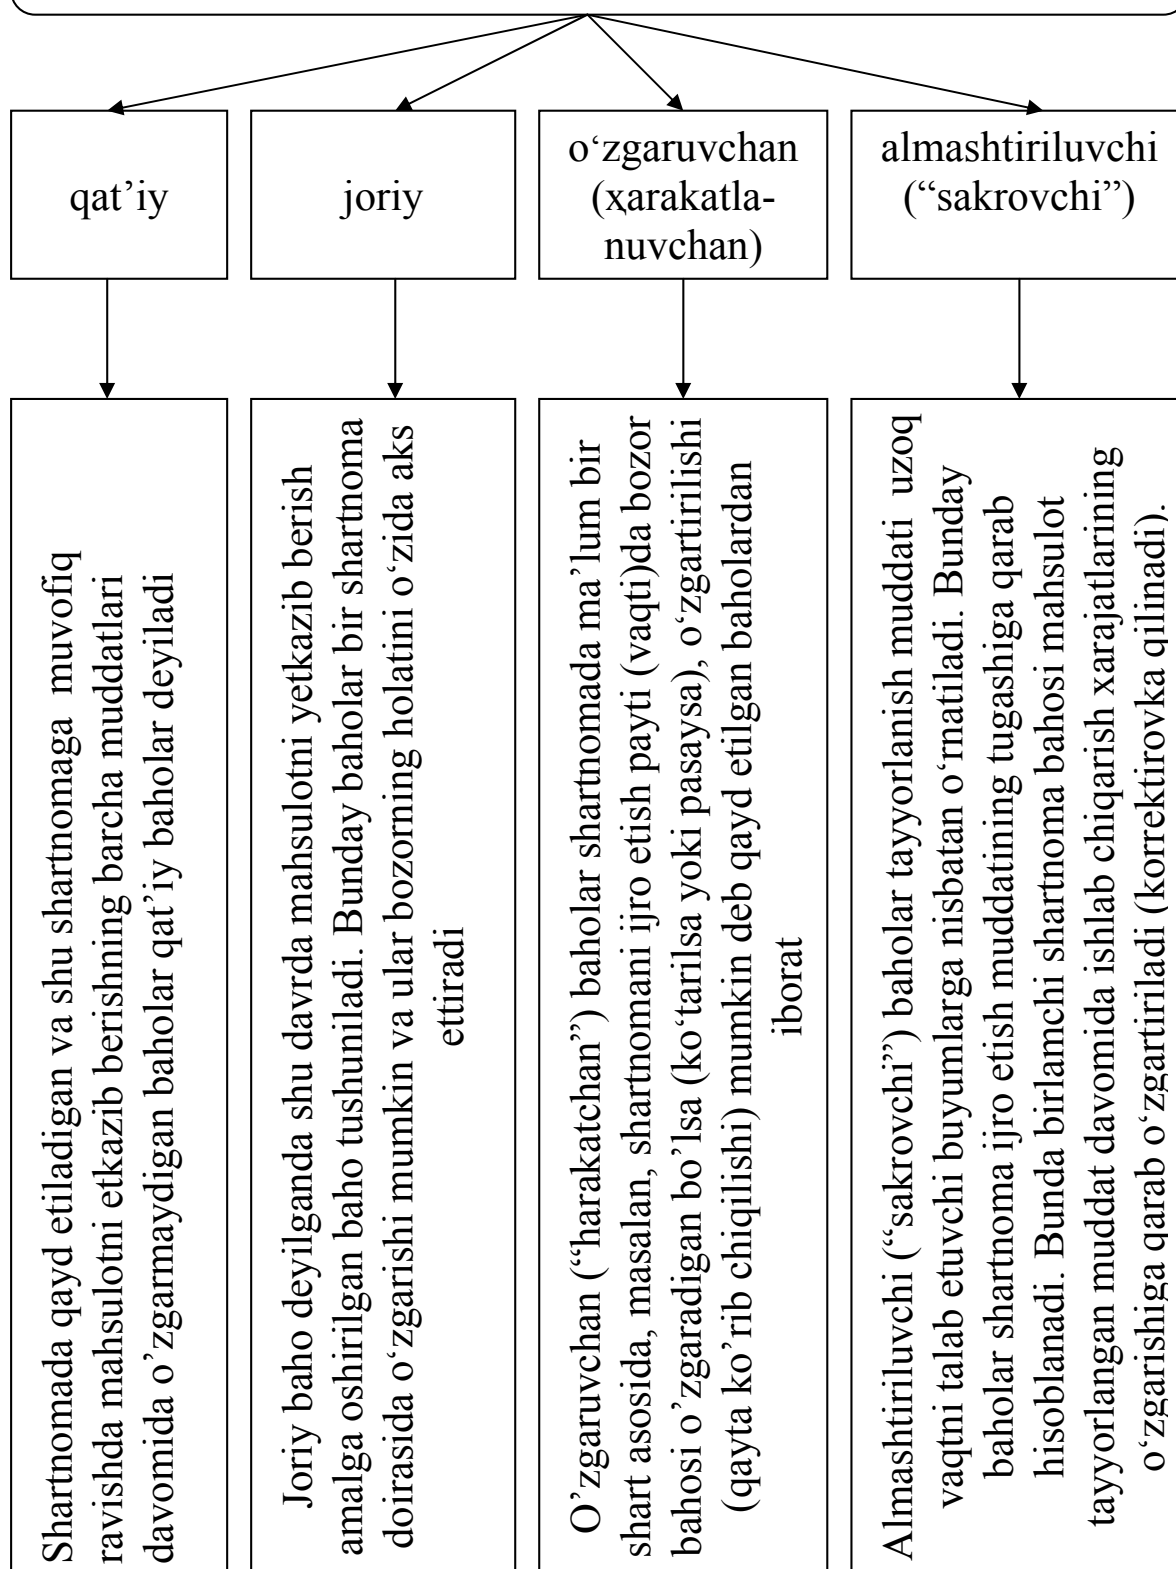 qat’iy
joriy
o‘zgaruvchan
(ҳarakatla-
nuvchan)
almashtiriluvchi
(“sakrovchi”)
Shartnomada qayd etiladigan va shu shartnomaga muvofiq
ravishda mahsulotni etkazib berishning barcha muddatlari
davomida o’zgarmaydigan baholar qat’iy baholar deyiladi
Joriy baho deyilganda shu davrda mahsulotni yetkazib berish
amalga oshirilgan baho tushuniladi. Bunday baholar bir shartnoma
doirasida o‘zgarishi mumkin va ular bozorning holatini o‘zida aks
ettiradi
O’zgaruvchan (“harakatchan”) baholar shartnomada ma’lum bir
shart asosida, masalan, shartnomani ijro etish payti (vaqti)da bozor
bahosi o’zgaradigan bo’lsa (ko‘tarilsa yoki pasaysa), o‘zgartirilishi
(qayta ko’rib chiqilishi) mumkin deb qayd etilgan baholardan
iborat
Almashtiriluvchi (“sakrovchi”) baholar tayyorlanish muddati uzoq
vaqtni talab etuvchi buyumlarga nisbatan o‘rnatiladi. Bunday
baholar shartnoma ijro etish muddatining tugashiga qarab
hisoblanadi. Bunda birlamchi shartnoma bahosi mahsulot
tayyorlangan muddat davomida ishlab chiqarish xarajatlarining
o‘zgarishiga qarab o‘zgartiriladi (korrektirovka qilinadi).